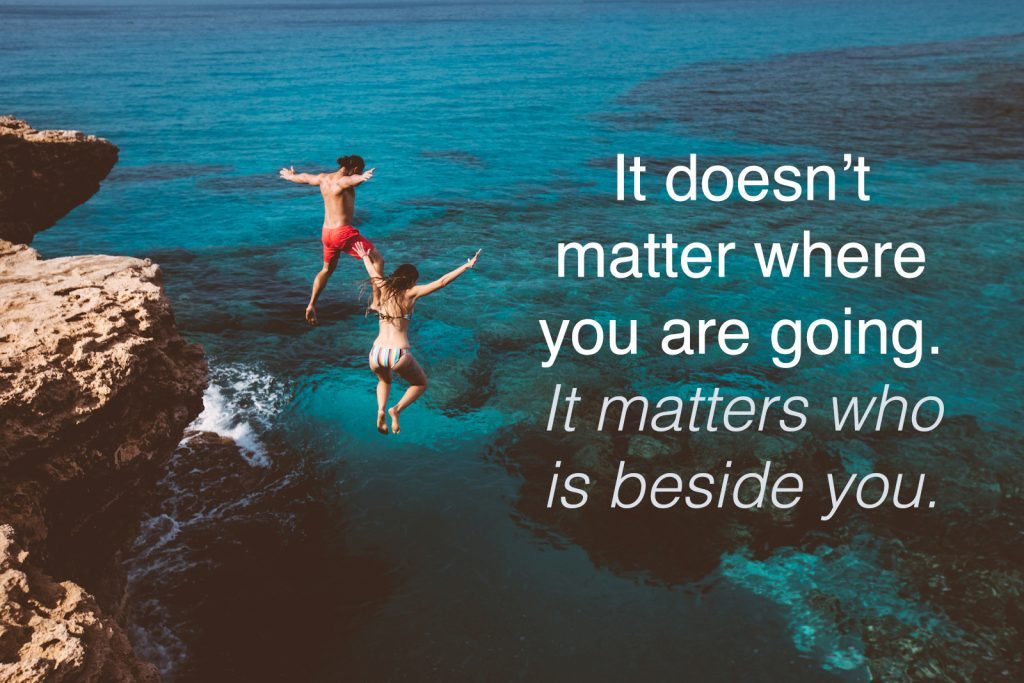 It doesn’t
matter where
you are going.
It matters who
is beside you.